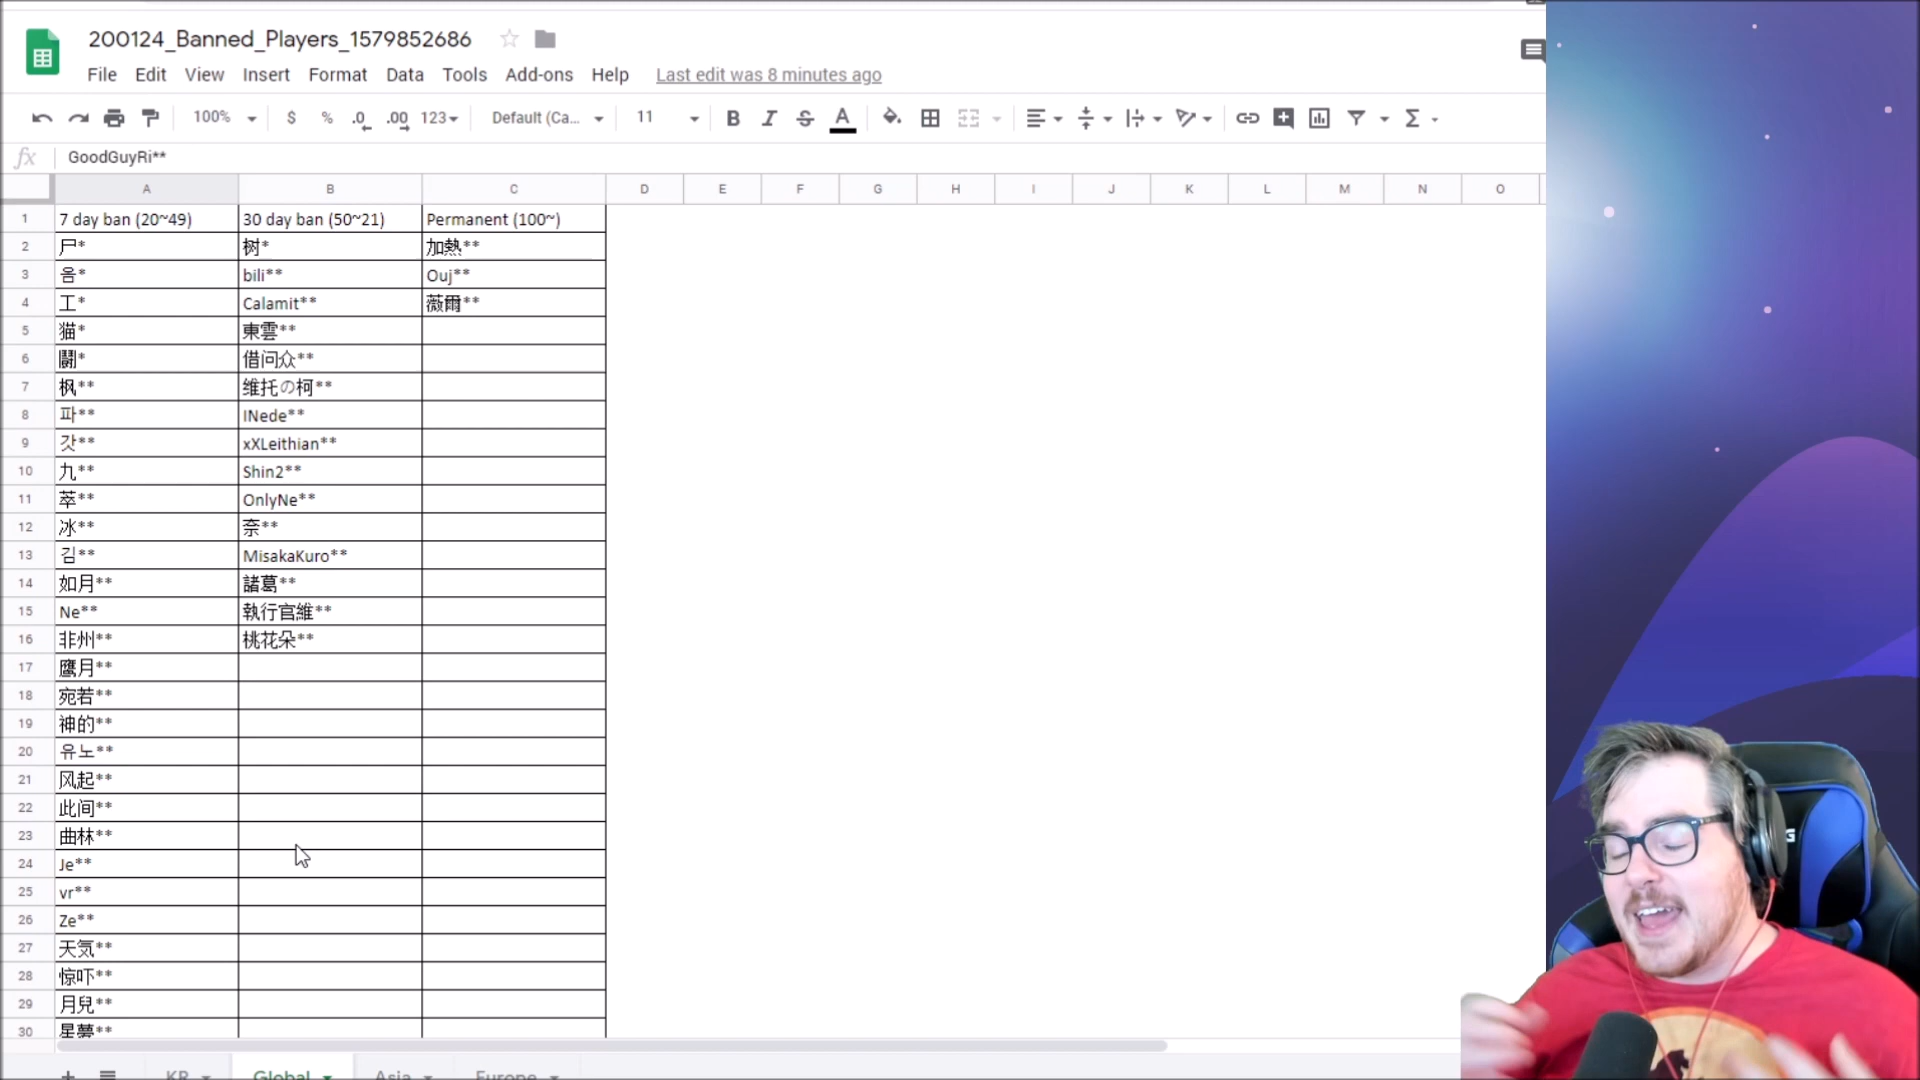 200124_Banned_Players_1579852686
File Edit View Insert Format Data Tools Add-ons Help Last edit was 8 minutes ago
100% $ % .0 .00 123 Default (Ca... 11 B I S A Σ
fx GoodGuyRi**
A B C D E F G H I J K L M N O
1 7 day ban (20~49) 30 day ban (50~21) Permanent (100~)
2 尸* 树* 加熱**
3 음* bili** Ouj**
4 工* Calamit** 薇爾**
5 猫* 東雲**
6 鬪* 借问众**
7 枫** 维托の柯**
8 파** INede**
9 갓** xXLeithian**
10 九** Shin2**
11 萃** OnlyNe**
12 冰** 奈**
13 김** MisakaKuro**
14 如月** 諸葛**
15 Ne** 執行官維**
16 非州** 桃花朵**
17 鷹月**
18 宛若**
19 神的**
20 유노**
21 风起**
22 此间**
23 曲林**
24 Je**
25 vr**
26 Ze**
27 天気**
28 惊吓**
29 月兒**
30 星夢**
KR Global Asia Europe